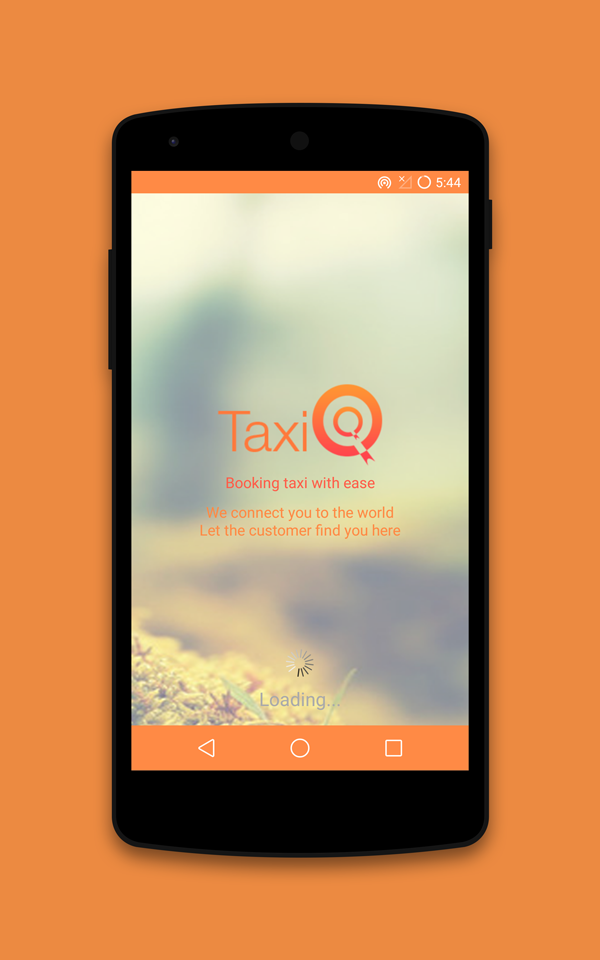 5:44
TaxiQ
Booking taxi with ease
We connect you to the world
Let the customer find you here
Loading...